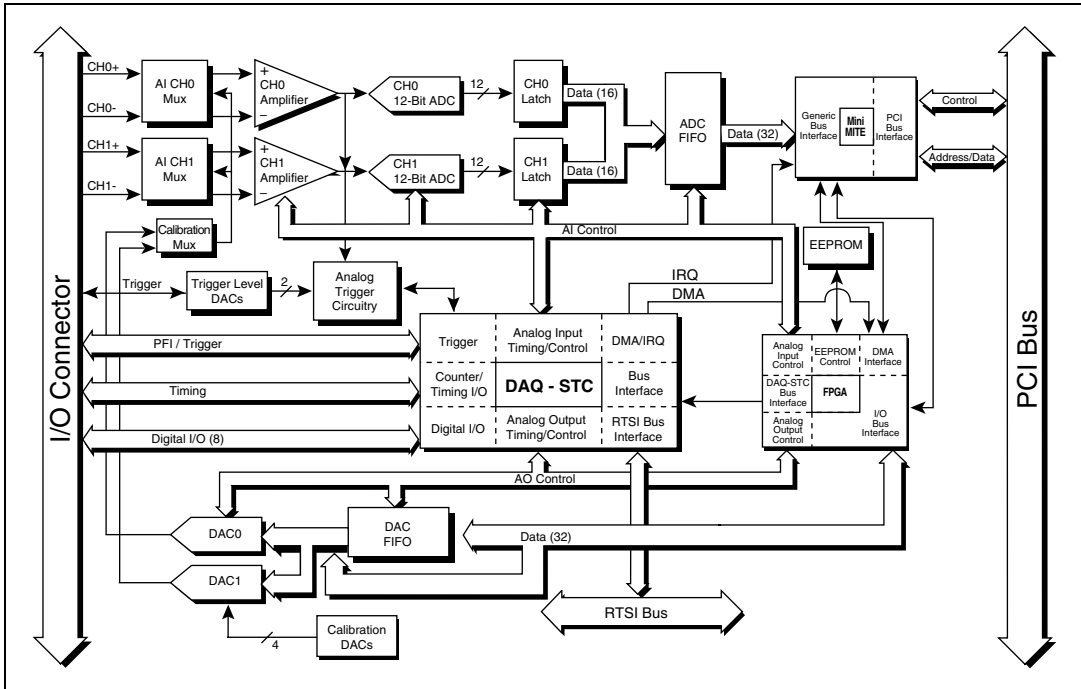 I/O Connector
PCI Bus
CH0+
CH0-
CH1+
CH1-
AI CH0
Mux
AI CH1
Mux
+
CH0
Amplifier
–
+
CH1
Amplifier
–
CH0
12-Bit ADC
CH1
12-Bit ADC
12
12
CH0
Latch
CH1
Latch
Data (16)
Data (16)
ADC
FIFO
Data (32)
Generic
Bus
Interface
Mini
MITE
PCI
Bus
Interface
Control
Address/Data
Calibration
Mux
AI Control
EEPROM
Trigger
Trigger Level
DACs
2
Analog
Trigger
Circuitry
IRQ
DMA
PFI / Trigger
Timing
Digital I/O (8)
Trigger
Analog Input
Timing/Control
DMA/IRQ
Counter/
Timing I/O
DAQ - STC
Bus
Interface
Digital I/O
Analog Output
Timing/Control
RTSI Bus
Interface
Analog
Input
Control
EEPROM
Control
DMA
Interface
DAQ-STC
Bus
Interface
FPGA
Analog
Output
Control
I/O
Bus
Interface
AO Control
DAC0
DAC
FIFO
Data (32)
DAC1
RTSI Bus
4
Calibration
DACs